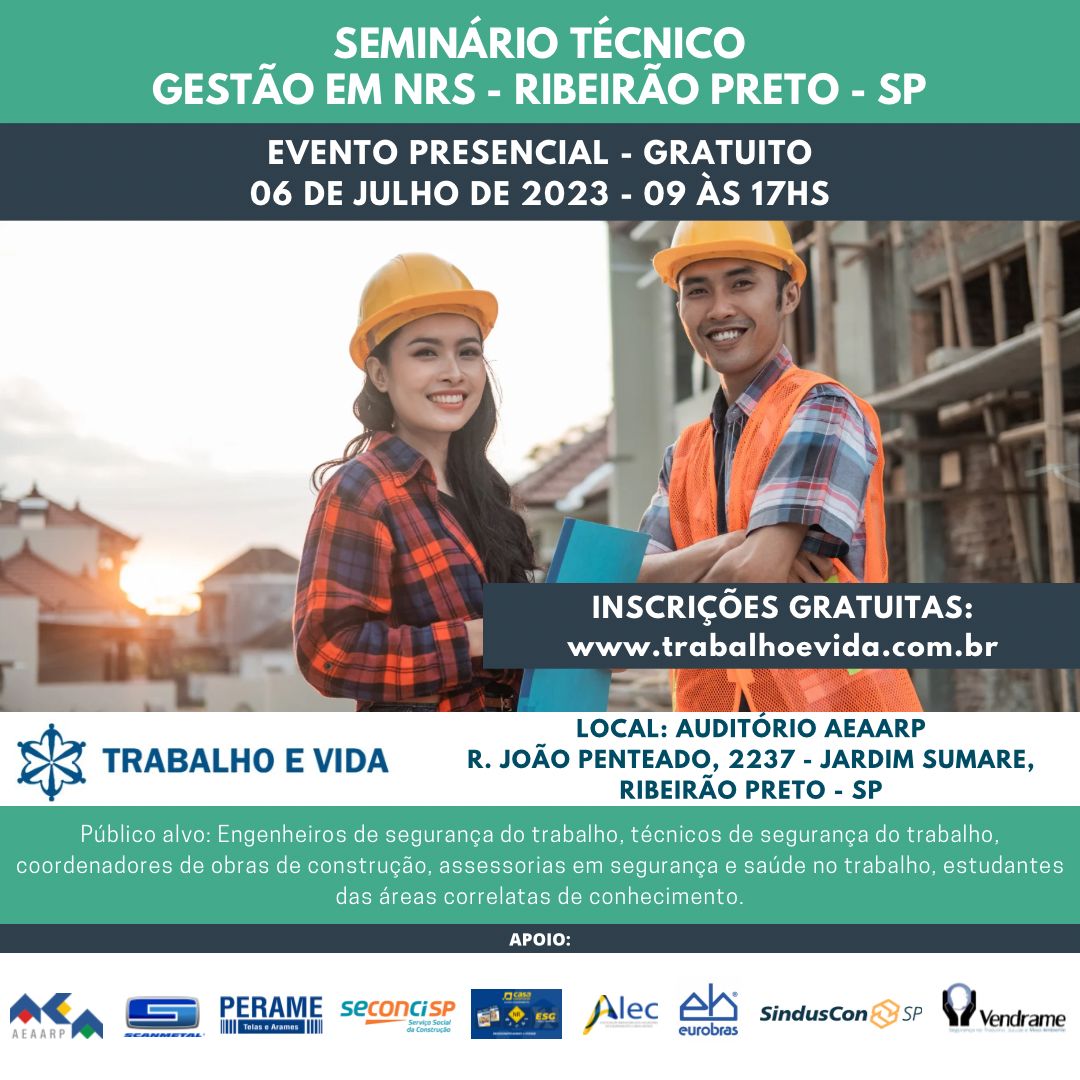 SEMINÁRIO TÉCNICO
GESTÃO EM NRS - RIBEIRÃO PRETO - SP
EVENTO PRESENCIAL - GRATUITO
06 DE JULHO DE 2023 - 09 ÀS 17HS
INSCRIÇÕES GRATUITAS:
www.trabalhoevida.com.br
TRABALHO E VIDA
LOCAL: AUDITÓRIO AEAARP
R. JOÃO PENTEADO, 2237 - JARDIM SUMARE,
RIBEIRÃO PRETO - SP
Público alvo: Engenheiros de segurança do trabalho, técnicos de segurança do trabalho,
coordenadores de obras de construção, assessorias em segurança e saúde no trabalho, estudantes
das áreas correlatas de conhecimento.
APOIO:
AEAARP
SCANMETAL
PERAME
Telas e Arames
seconciSP
Serviço Social
da Construção
casa
ESG
Alec
eurobras
SindusCon SP
Vendrame